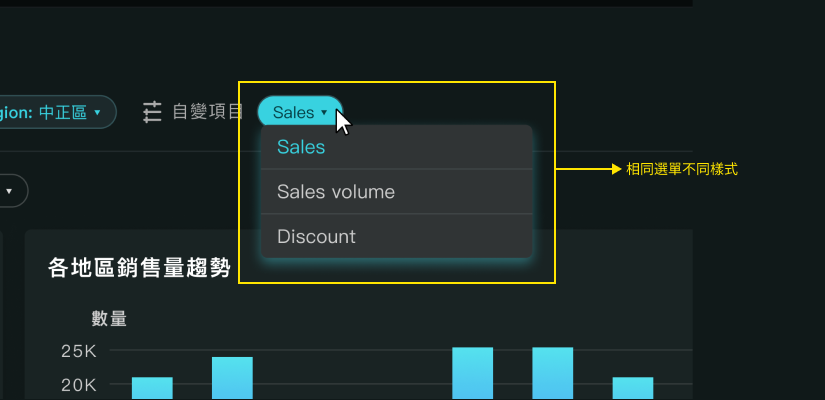 gion: 中正區 ▾
自變項目
Sales ▾
▾
Sales
Sales volume
Discount
相同選單不同樣式
各地區銷售量趨勢
數量
25K
20K